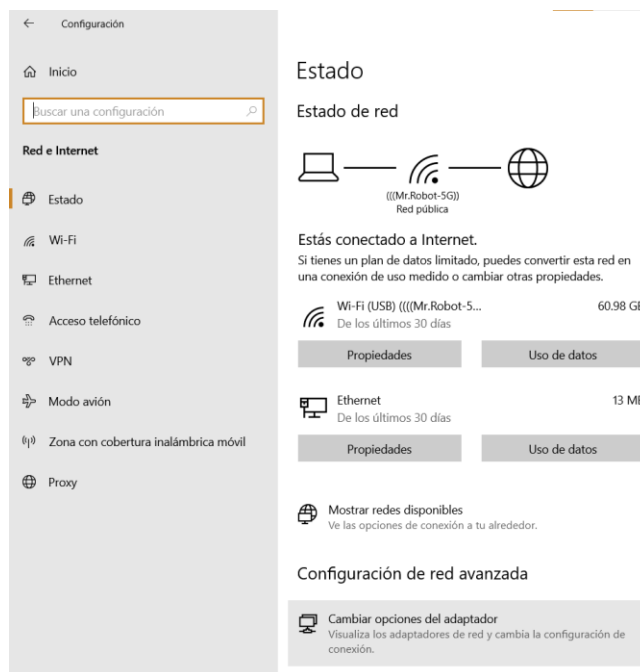 Configuración
Inicio
Buscar una configuración
Red e Internet
Estado
Wi-Fi
Ethernet
Acceso telefónico
VPN
Modo avión
Zona con cobertura inalámbrica móvil
Proxy
Estado
Estado de red
(((Mr.Robot-5G))
Red pública
Estás conectado a Internet.
Si tienes un plan de datos limitado, puedes convertir esta red en
una conexión de uso medido o cambiar otras propiedades.
Wi-Fi (USB) ((((Mr.Robot-5... 60.98 GB
De los últimos 30 días
Propiedades Uso de datos
Ethernet 13 MB
De los últimos 30 días
Propiedades Uso de datos
Mostrar redes disponibles
Ve las opciones de conexión a tu alrededor.
Configuración de red avanzada
Cambiar opciones del adaptador
Visualiza los adaptadores de red y cambia la configuración de
conexión.